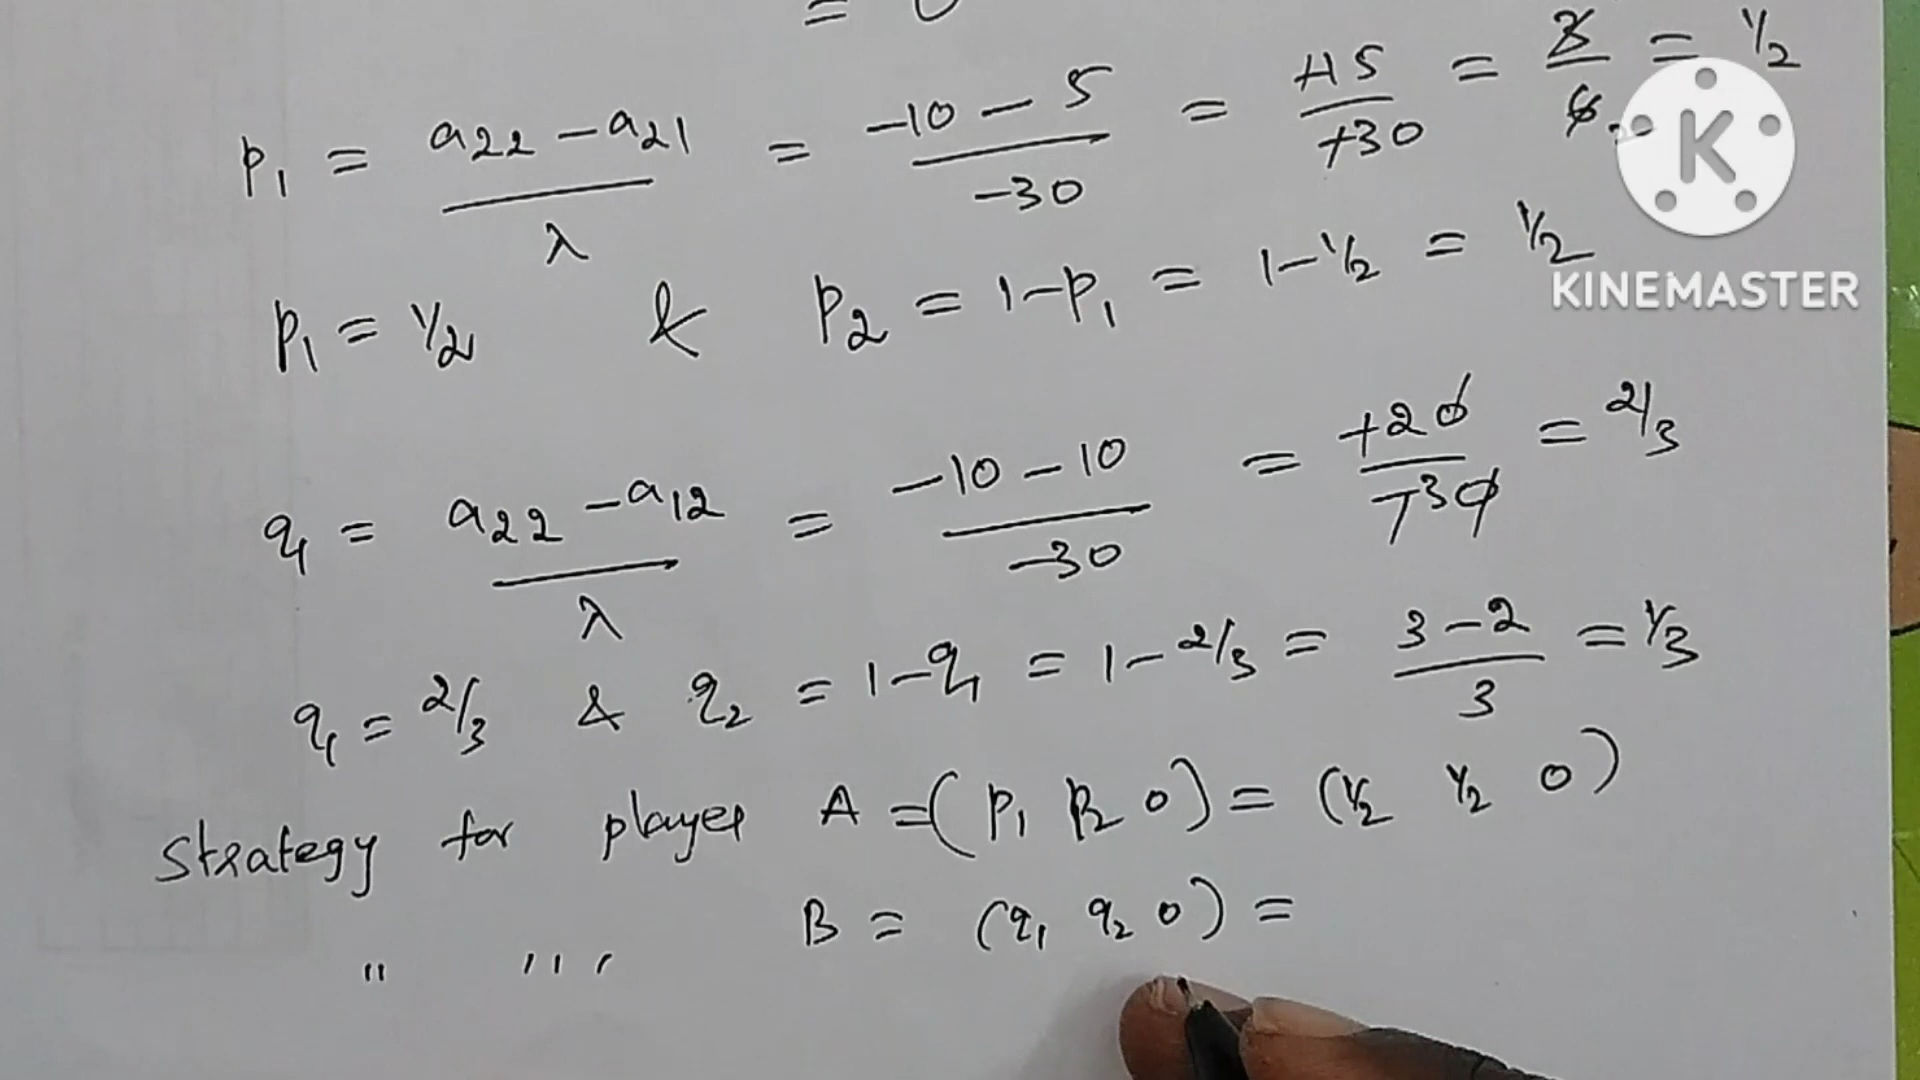 = 0
p₁ = (a₂₂ - a₂₁)/λ = (-10 - 5)/(-30) = +15/+30 = 3/6 = 1/2
p₁ = 1/2 & p₂ = 1-p₁ = 1-1/2 = 1/2
q₁ = (a₂₂ - a₁₂)/λ = (-10 - 10)/(-30) = +20/+30 = 2/3
q₁ = 2/3 & q₂ = 1-q₁ = 1-2/3 = (3-2)/3 = 1/3
Strategy for player A = (p₁ p₂ 0) = (1/2 1/2 0)
" " B = (q₁ q₂ 0) =
K
KINEMASTER